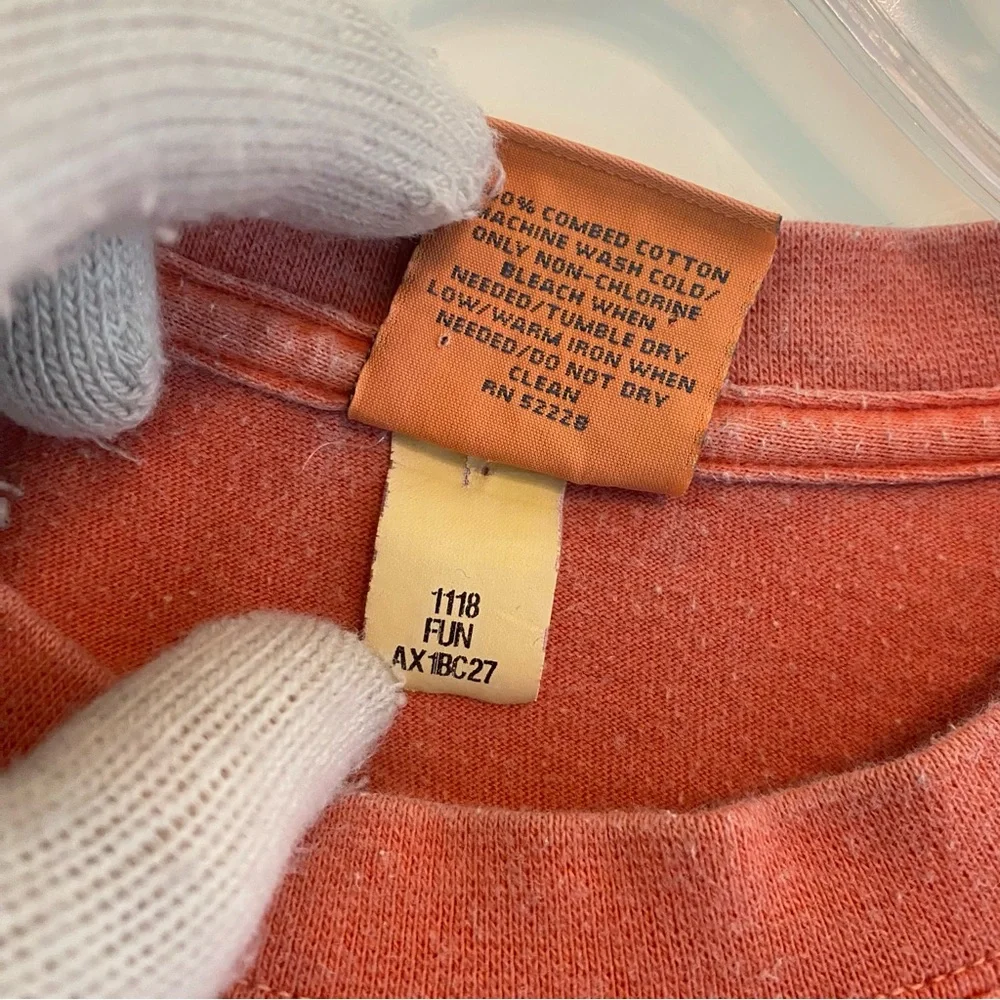 0% COMBED COTTON
MACHINE WASH COLD/
ONLY NON-CHLORINE
BLEACH WHEN
NEEDED/TUMBLE DRY
LOW/WARM IRON WHEN
NEEDED/DO NOT DRY
CLEAN
RN 52228
1118
FUN
AX1BC27